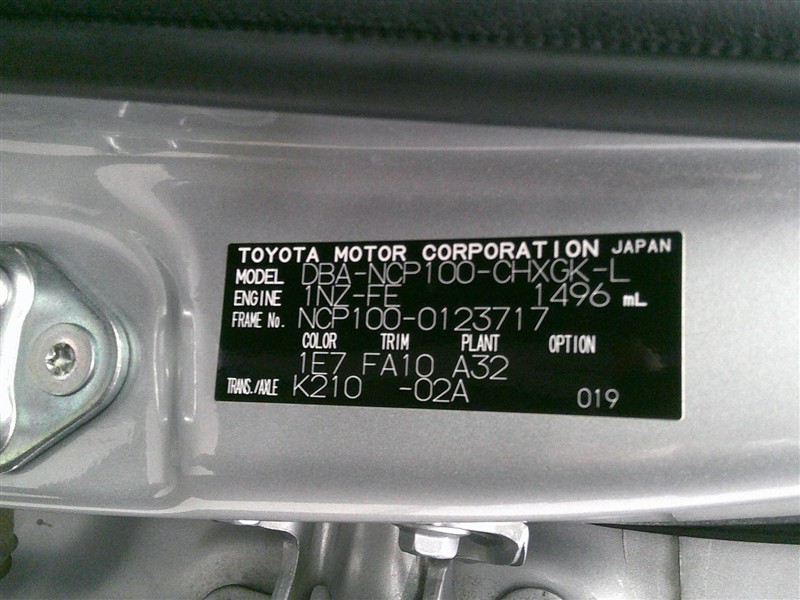 TOYOTA MOTOR CORPORATION JAPAN
MODEL DBA-NCP100-CHXGK-L
ENGINE 1NZ-FE 1496 mL
FRAME No. NCP100-0123717
COLOR TRIM PLANT OPTION
1E7 FA10 A32
TRANS./AXLE K210 -02A 019